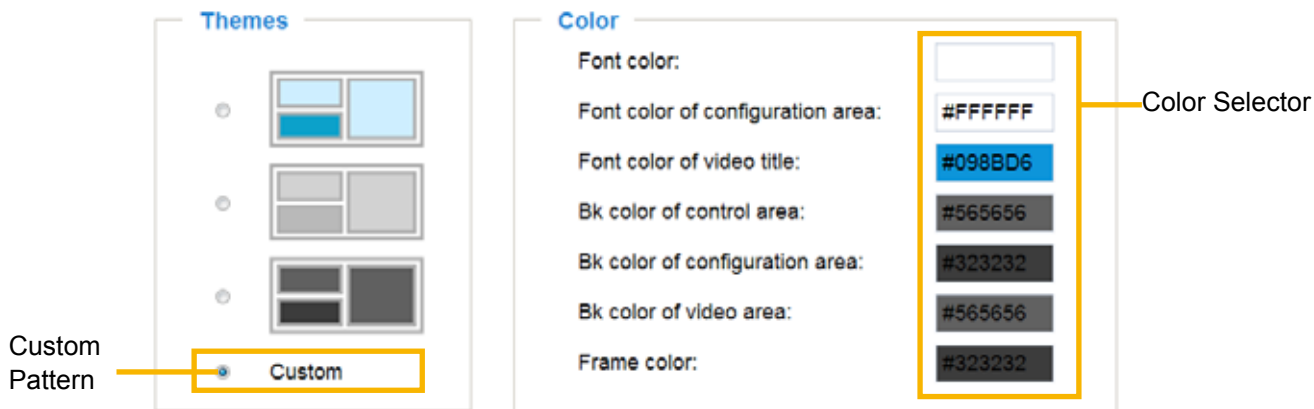 Themes
Custom
Custom
Pattern
Color
Font color:
Font color of configuration area: #FFFFFF
Font color of video title: #098BD6
Bk color of control area: #565656
Bk color of configuration area: #323232
Bk color of video area: #565656
Frame color: #323232
Color Selector